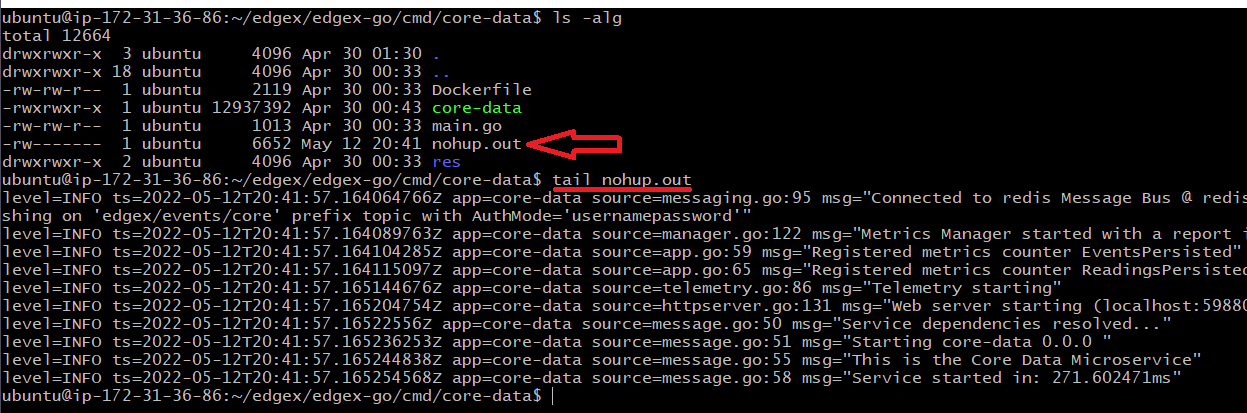 ubuntu@ip-172-31-36-86:~/edgex/edgex-go/cmd/core-data$ ls -alg
total 12664
drwxrwxr-x  3 ubuntu     4096 Apr 30 01:30 .
drwxrwxr-x 18 ubuntu     4096 Apr 30 00:33 ..
-rw-rw-r--  1 ubuntu     2119 Apr 30 00:33 Dockerfile
-rwxrwxr-x  1 ubuntu 12937392 Apr 30 00:43 core-data
-rw-rw-r--  1 ubuntu     1013 Apr 30 00:33 main.go
-rw-------  1 ubuntu     6652 May 12 20:41 nohup.out
drwxrwxr-x  2 ubuntu     4096 Apr 30 00:33 res
ubuntu@ip-172-31-36-86:~/edgex/edgex-go/cmd/core-data$ tail nohup.out
level=INFO ts=2022-05-12T20:41:57.164064766Z app=core-data source=messaging.go:95 msg="Connected to redis Message Bus @ redis
shing on 'edgex/events/core' prefix topic with AuthMode='usernamepassword'"
level=INFO ts=2022-05-12T20:41:57.164089763Z app=core-data source=manager.go:122 msg="Metrics Manager started with a report i
level=INFO ts=2022-05-12T20:41:57.164104285Z app=core-data source=app.go:59 msg="Registered metrics counter EventsPersisted"
level=INFO ts=2022-05-12T20:41:57.164115097Z app=core-data source=app.go:65 msg="Registered metrics counter ReadingsPersisted
level=INFO ts=2022-05-12T20:41:57.165144676Z app=core-data source=telemetry.go:86 msg="Telemetry starting"
level=INFO ts=2022-05-12T20:41:57.165204754Z app=core-data source=httpserver.go:131 msg="Web server starting (localhost:59880
level=INFO ts=2022-05-12T20:41:57.16522556Z app=core-data source=message.go:50 msg="Service dependencies resolved..."
level=INFO ts=2022-05-12T20:41:57.165236253Z app=core-data source=message.go:51 msg="Starting core-data 0.0.0 "
level=INFO ts=2022-05-12T20:41:57.165244838Z app=core-data source=message.go:55 msg="This is the Core Data Microservice"
level=INFO ts=2022-05-12T20:41:57.165254568Z app=core-data source=message.go:58 msg="Service started in: 271.602471ms"
ubuntu@ip-172-31-36-86:~/edgex/edgex-go/cmd/core-data$